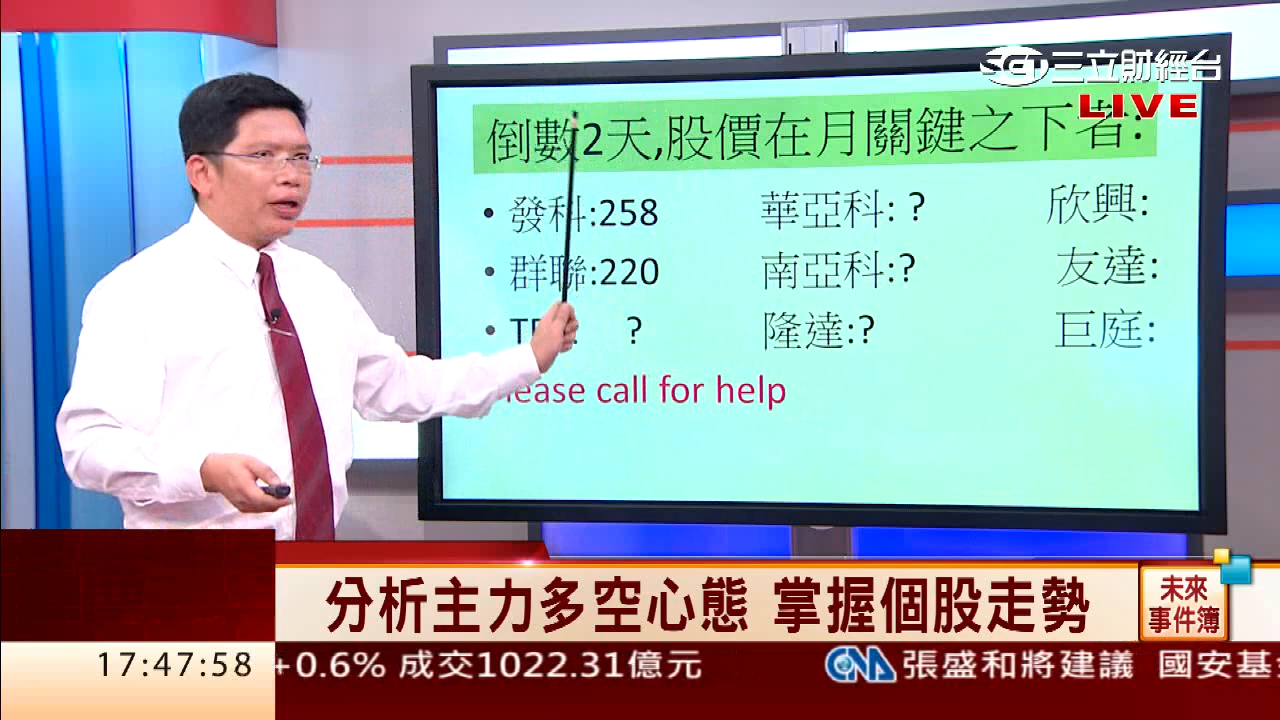 SET 三立財經台
LIVE
倒數2天,股價在月關鍵之下者:
• 發科:258 華亞科: ? 欣興:
• 群聯:220 南亞科:? 友達:
• ? 隆達:? 巨庭:
ease call for help
分析主力多空心態 掌握個股走勢
未來
事件簿
17:47:58 +0.6% 成交1022.31億元 CNA 張盛和將建議 國安基